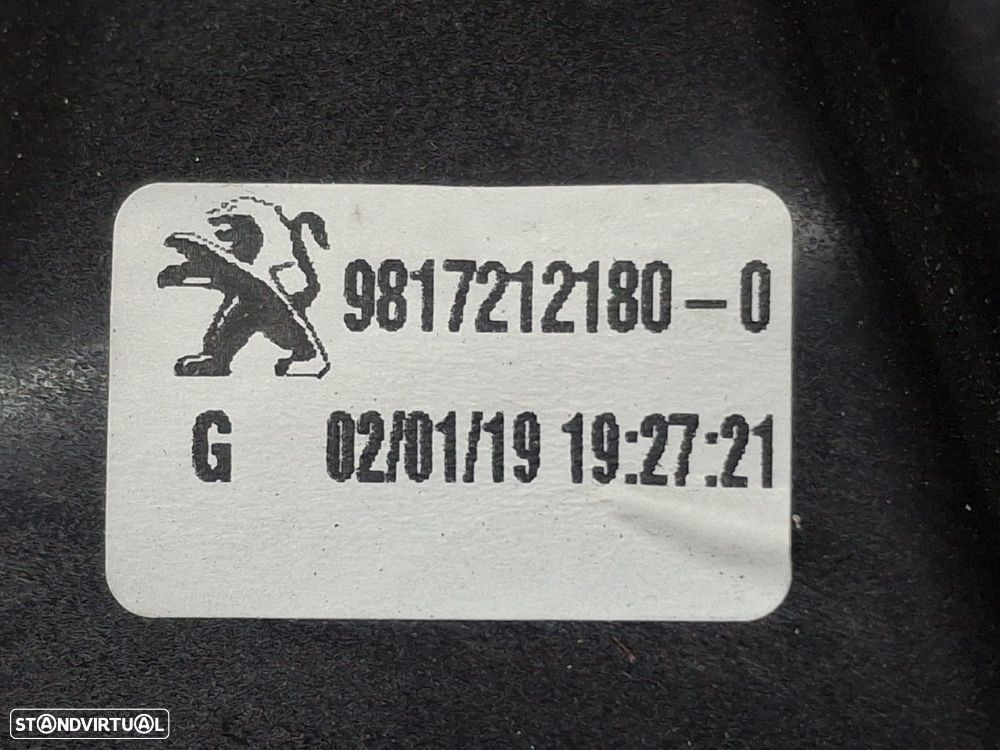 9817212180-0
G 02/01/19 19:27:21
STANDVIRTUAL